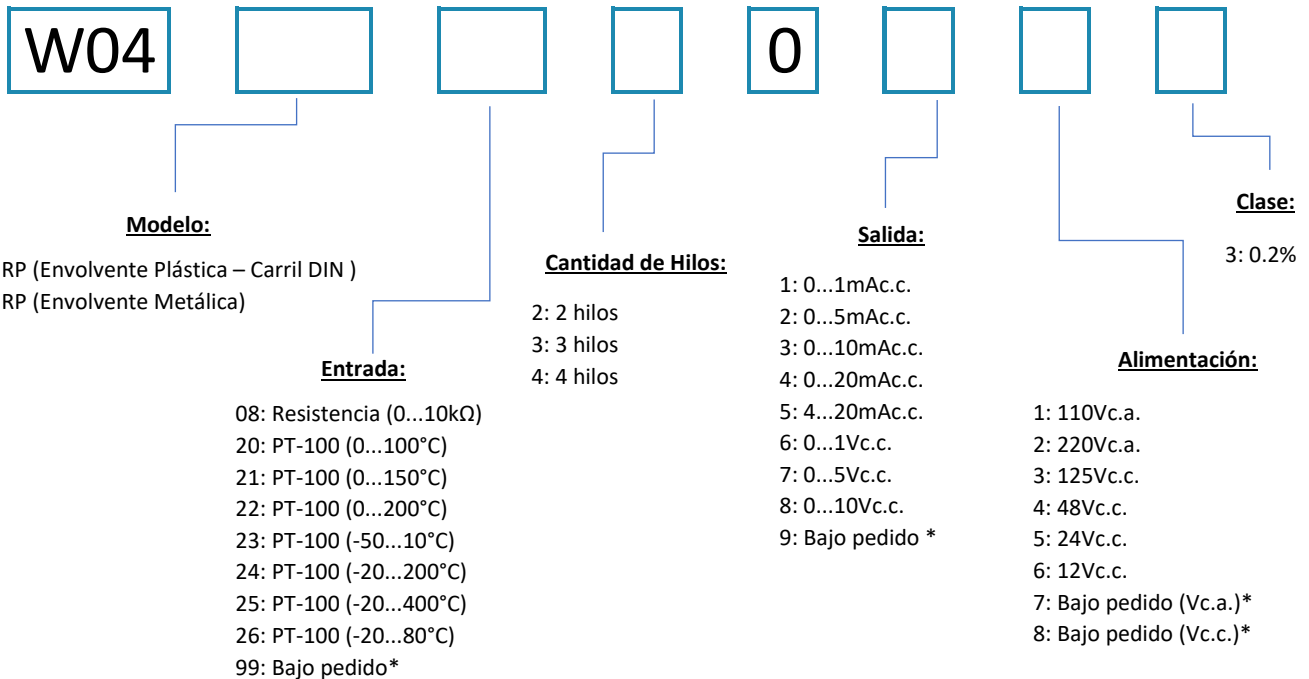 W04 0
Modelo:
RP (Envolvente Plástica – Carril DIN )
RP (Envolvente Metálica)
Entrada:
08: Resistencia (0...10kΩ)
20: PT-100 (0...100°C)
21: PT-100 (0...150°C)
22: PT-100 (0...200°C)
23: PT-100 (-50...10°C)
24: PT-100 (-20...200°C)
25: PT-100 (-20...400°C)
26: PT-100 (-20...80°C)
99: Bajo pedido*
Cantidad de Hilos:
2: 2 hilos
3: 3 hilos
4: 4 hilos
Salida:
1: 0...1mAc.c.
2: 0...5mAc.c.
3: 0...10mAc.c.
4: 0...20mAc.c.
5: 4...20mAc.c.
6: 0...1Vc.c.
7: 0...5Vc.c.
8: 0...10Vc.c.
9: Bajo pedido *
Alimentación:
1: 110Vc.a.
2: 220Vc.a.
3: 125Vc.c.
4: 48Vc.c.
5: 24Vc.c.
6: 12Vc.c.
7: Bajo pedido (Vc.a.)*
8: Bajo pedido (Vc.c.)*
Clase:
3: 0.2%